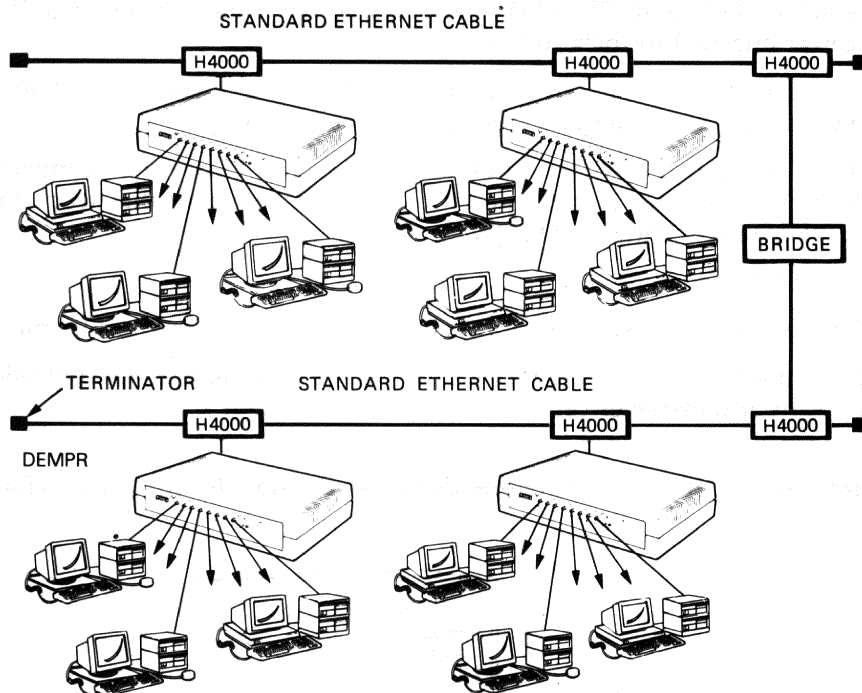 STANDARD ETHERNET CABLE
H4000
H4000
H4000
BRIDGE
TERMINATOR
STANDARD ETHERNET CABLE
H4000
H4000
H4000
DEMPR